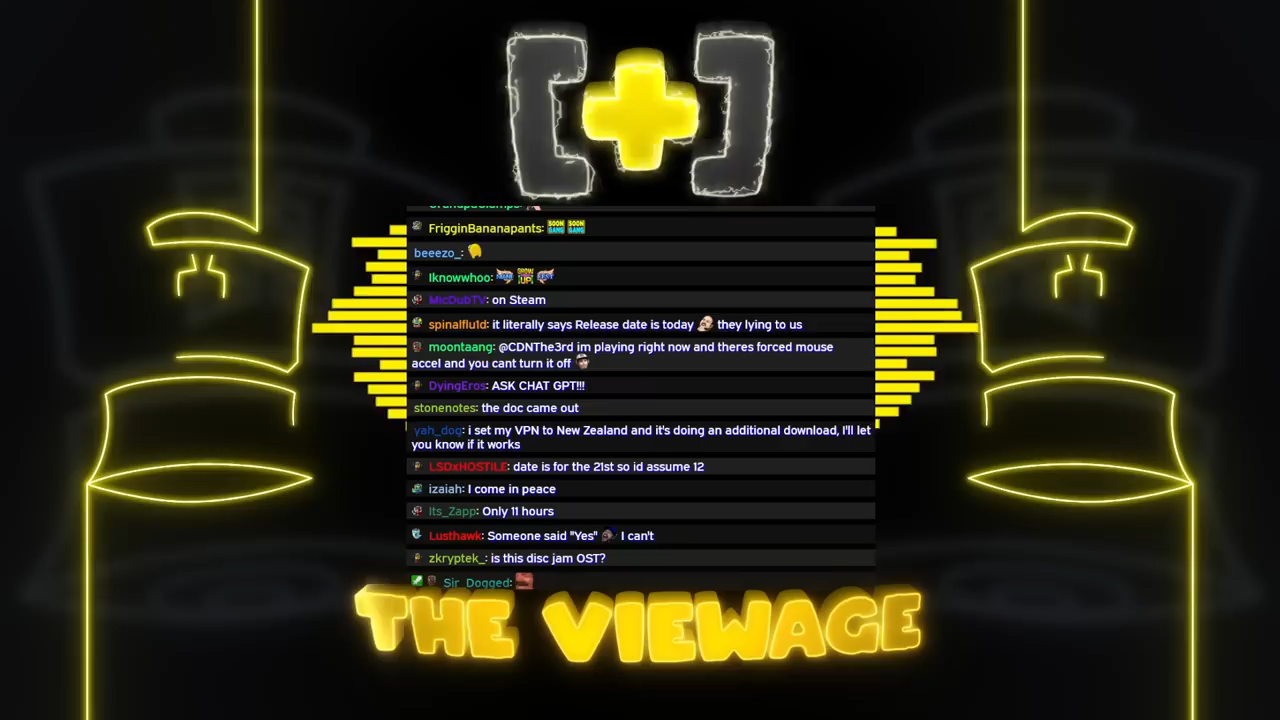 FrigginBananapants:
beeezo_:
Iknowwhoo:
MicDubTV: on Steam
spinalflu1d: it literally says Release date is today they lying to us
moontaang: @CDNThe3rd im playing right now and theres forced mouse
accel and you cant turn it off
DyingEros: ASK CHAT GPT!!!
stonenotes: the doc came out
yah_dog: i set my VPN to New Zealand and it's doing an additional download, I'll let
you know if it works
LSDxHOSTILE: date is for the 21st so id assume 12
izaiah: I come in peace
Its_Zapp: Only 11 hours
Lusthawk: Someone said "Yes" I can't
zkryptek_: is this disc jam OST?
Sir_Dogged:
THE VIEWAGE